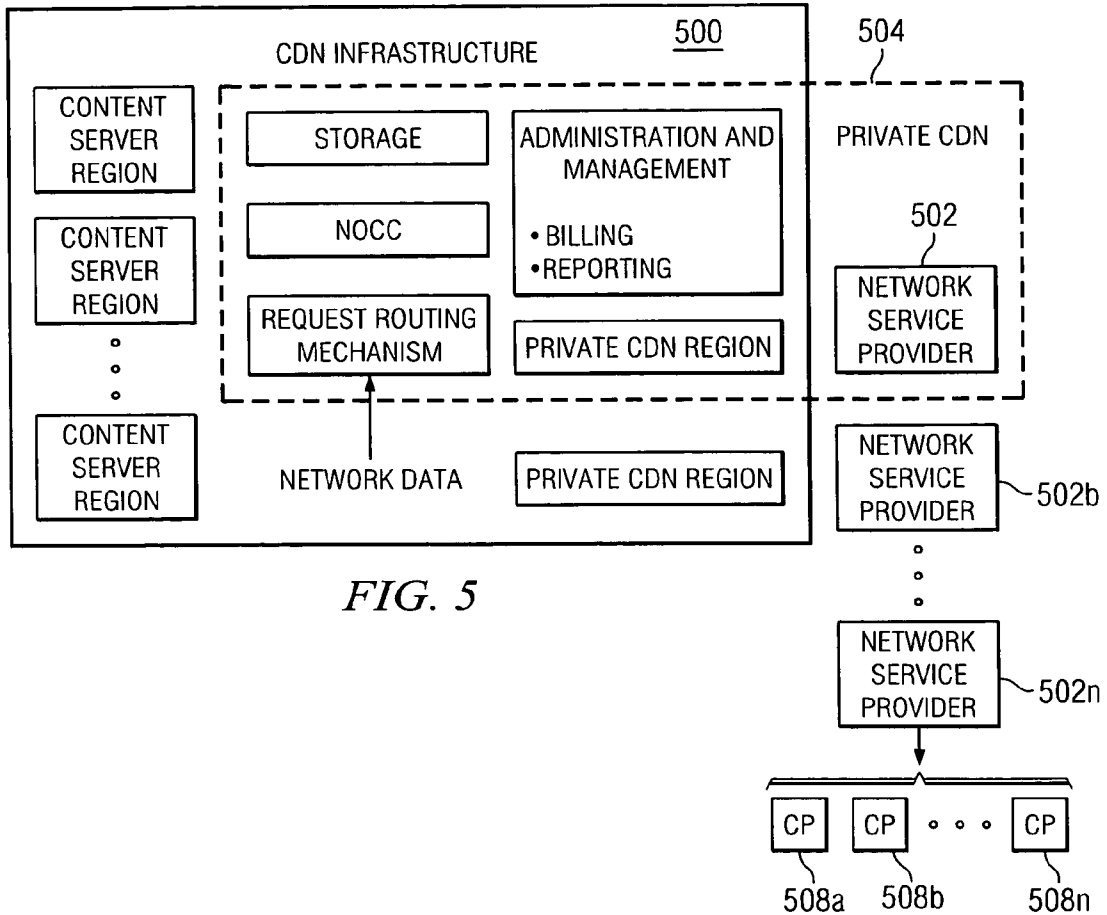 CDN INFRASTRUCTURE
500
504
CONTENT
SERVER
REGION
STORAGE
ADMINISTRATION AND
MANAGEMENT
• BILLING
• REPORTING
PRIVATE CDN
CONTENT
SERVER
REGION
NOCC
502
NETWORK
SERVICE
PROVIDER
REQUEST ROUTING
MECHANISM
PRIVATE CDN REGION
CONTENT
SERVER
REGION
NETWORK DATA
PRIVATE CDN REGION
NETWORK
SERVICE
PROVIDER
502b
FIG. 5
NETWORK
SERVICE
PROVIDER
502n
CP
CP
CP
508a
508b
508n